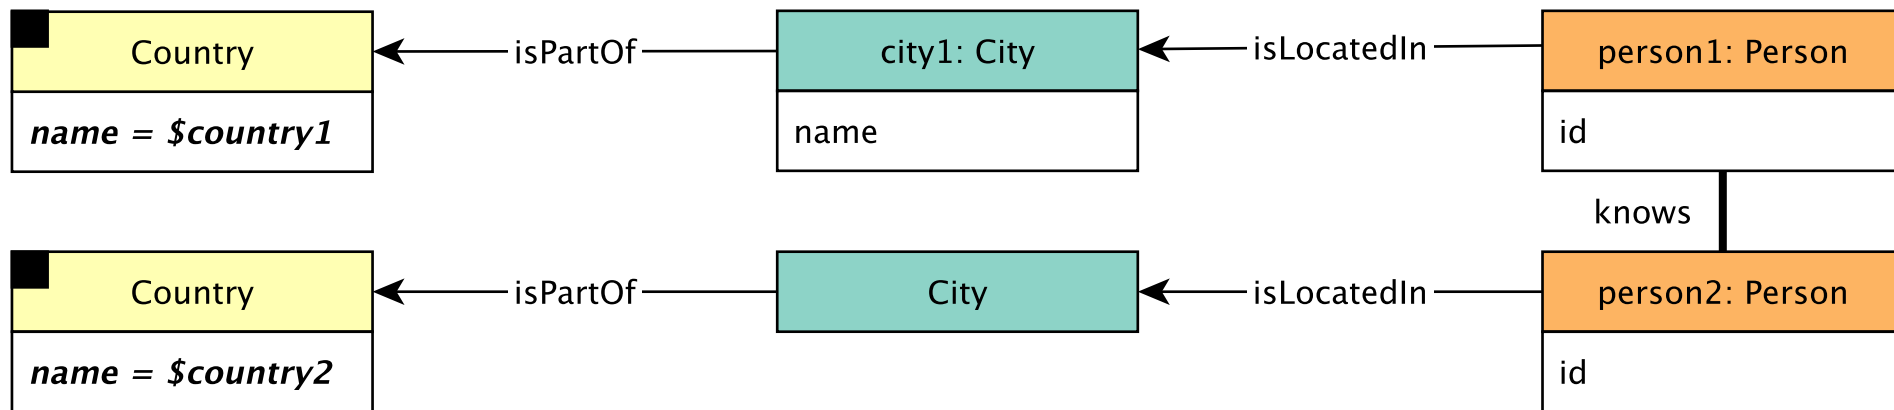 Country
isPartOf
city1: City
isLocatedIn
person1: Person
name = $country1
name
id
knows
Country
isPartOf
City
isLocatedIn
person2: Person
name = $country2
id